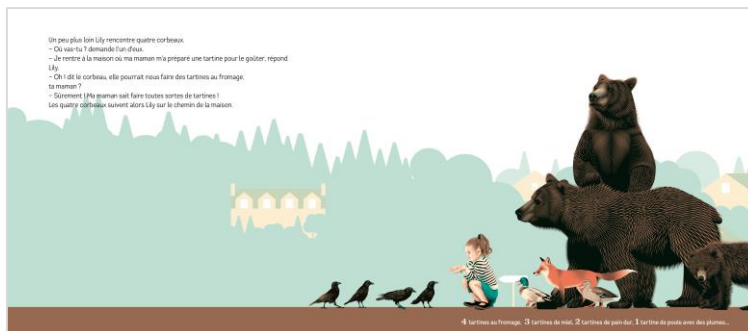 Un peu plus loin Lily rencontre quatre corbeaux.
– Où vas-tu ? demande l'un d'eux.
– Je rentre à la maison où ma maman m'a préparé une tartine pour le goûter, répond
Lily.
– Oh ! dit le corbeau, elle pourrait nous faire des tartines au fromage,
ta maman ?
– Sûrement ! Ma maman sait faire toutes sortes de tartines !
Les quatre corbeaux suivent alors Lily sur le chemin de la maison.
4 tartines au fromage, 3 tartines de miel, 2 tartines de pain dur, 1 tartine de poule avec des plumes...